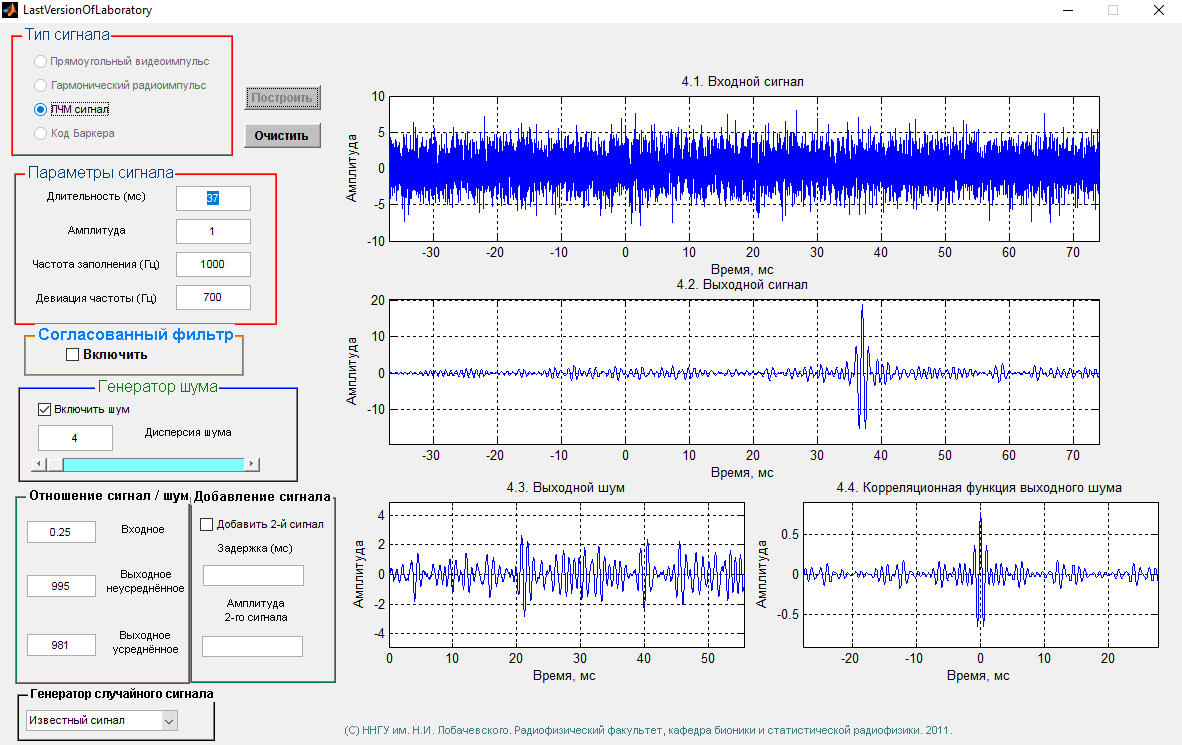 LastVersionOfLaboratory
Тип сигнала
Прямоугольный видеоимпульс
Гармонический радиоимпульс
ЛЧМ сигнал
Код Баркера
Построить
Очистить
Параметры сигнала
Длительность (мс)
37
Амплитуда
1
Частота заполнения (Гц)
1000
Девиация частоты (Гц)
700
Согласованный фильтр
Включить
Генератор шума
Включить шум
4
Дисперсия шума
Отношение сигнал / шум
0.25
Входное
995
Выходное
неусреднённое
981
Выходное
усреднённое
Добавление сигнала
Добавить 2-й сигнал
Задержка (мс)
Амплитуда
2-го сигнала
Генератор случайного сигнала
Известный сигнал
4.1. Входной сигнал
Амплитуда
10
5
0
-5
-10
-30 -20 -10 0 10 20 30 40 50 60 70
Время, мс
4.2. Выходной сигнал
Амплитуда
20
10
0
-10
-30 -20 -10 0 10 20 30 40 50 60 70
Время, мс
4.3. Выходной шум
Амплитуда
4
2
0
-2
-4
0 10 20 30 40 50
Время, мс
4.4. Корреляционная функция выходного шума
Амплитуда
0.5
0
-0.5
-20 -10 0 10 20
Время, мс
(С) ННГУ им. Н.И. Лобачевского. Радиофизический факультет, кафедра бионики и статистической радиофизики. 2011.